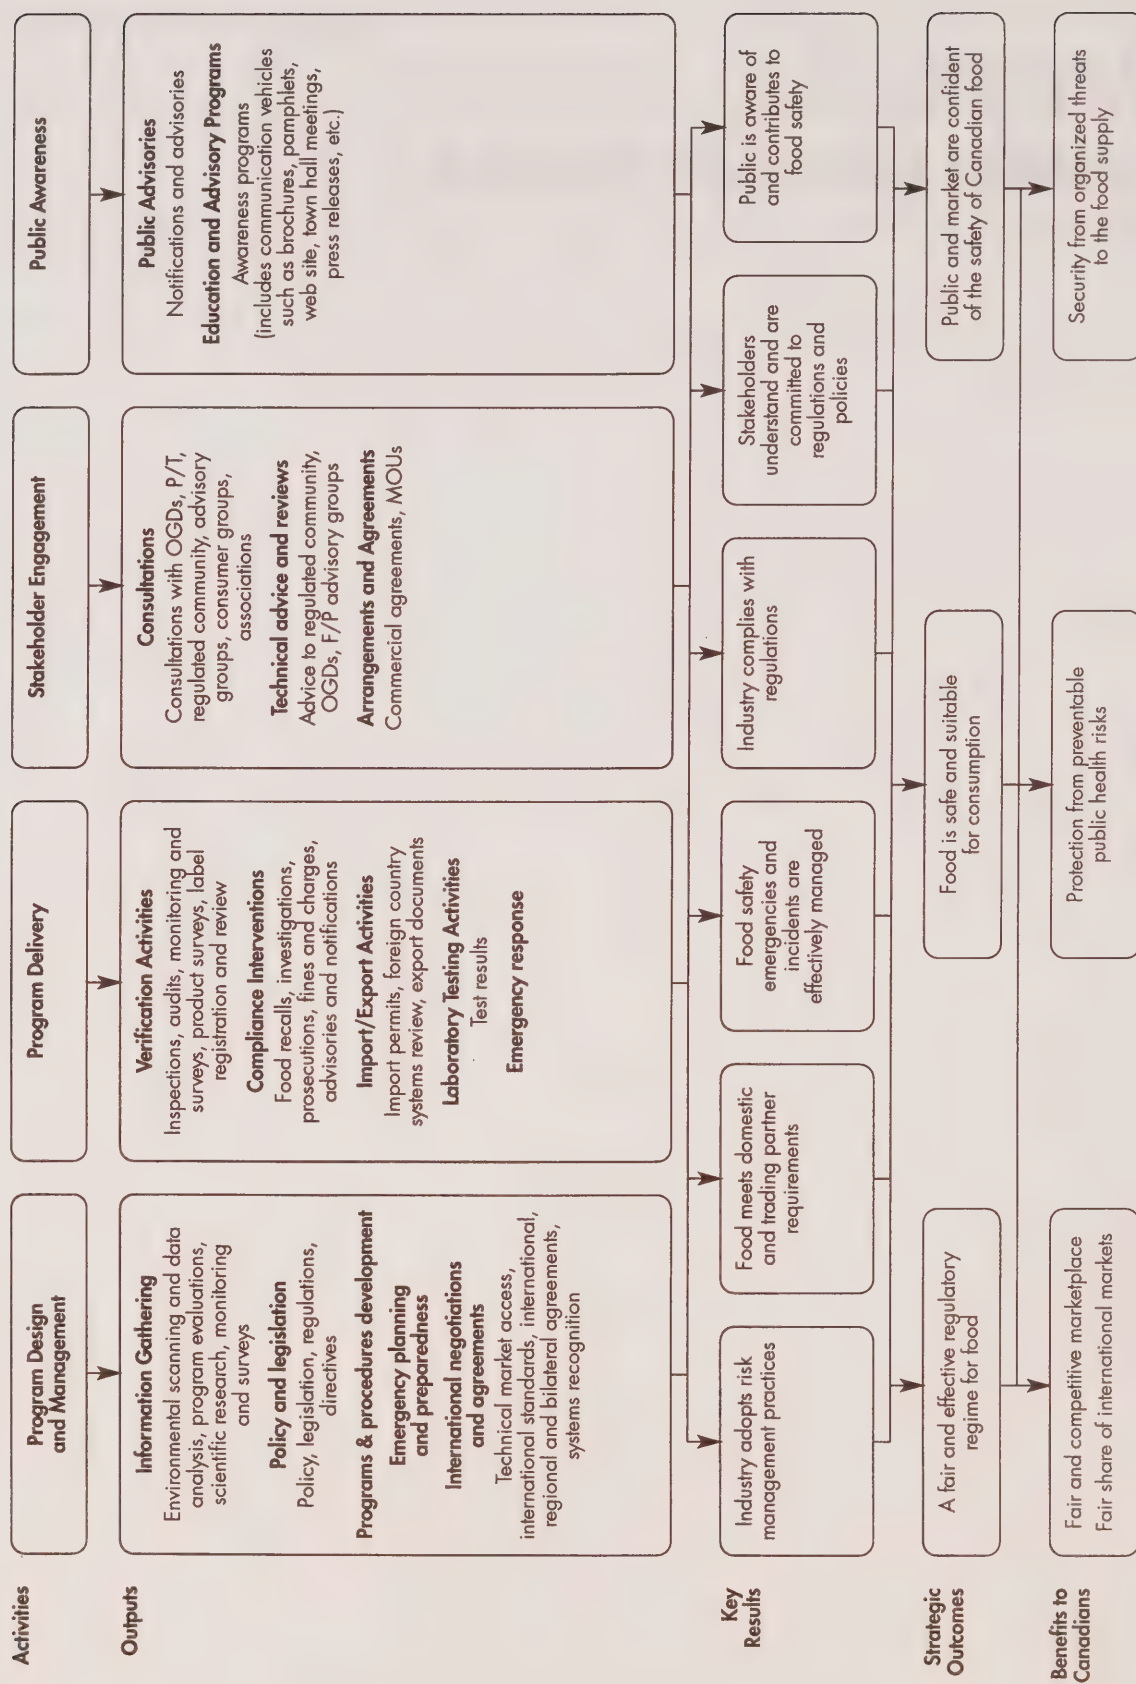 Activities
Program Design
and Management
Program Delivery
Stakeholder Engagement
Public Awareness
Outputs
Information Gathering
Environmental scanning and data
analysis, program evaluations,
scientific research, monitoring
and surveys
Policy and legislation
Policy, legislation, regulations,
directives
Programs & procedures development
Emergency planning
and preparedness
International negotiations
and agreements
Technical market access,
international standards, international,
regional and bilateral agreements,
systems recognition
Verification Activities
Inspections, audits, monitoring and
surveys, product surveys, label
registration and review
Compliance Interventions
Food recalls, investigations,
prosecutions, fines and charges,
advisories and notifications
Import/Export Activities
Import permits, foreign country
systems review, export documents
Laboratory Testing Activities
Test results
Emergency response
Consultations
Consultations with OGDs, P/T,
regulated community, advisory
groups, consumer groups,
associations
Technical advice and reviews
Advice to regulated community,
OGDs, F/P advisory groups
Arrangements and Agreements
Commercial agreements, MOUs
Public Advisories
Notifications and advisories
Education and Advisory Programs
Awareness programs
(includes communication vehicles
such as brochures, pamphlets,
web site, town hall meetings,
press releases, etc.)
Key
Results
Industry adopts risk
management practices
Food meets domestic
and trading partner
requirements
Food safety
emergencies and
incidents are
effectively managed
Industry complies with
regulations
Stakeholders
understand and are
committed to
regulations and
policies
Public is aware of
and contributes to
food safety
Strategic
Outcomes
A fair and effective regulatory
regime for food
Food is safe and suitable
for consumption
Public and market are confident
of the safety of Canadian food
Benefits to
Canadians
Fair and competitive marketplace
Fair share of international markets
Protection from preventable
public health risks
Security from organized threats
to the food supply